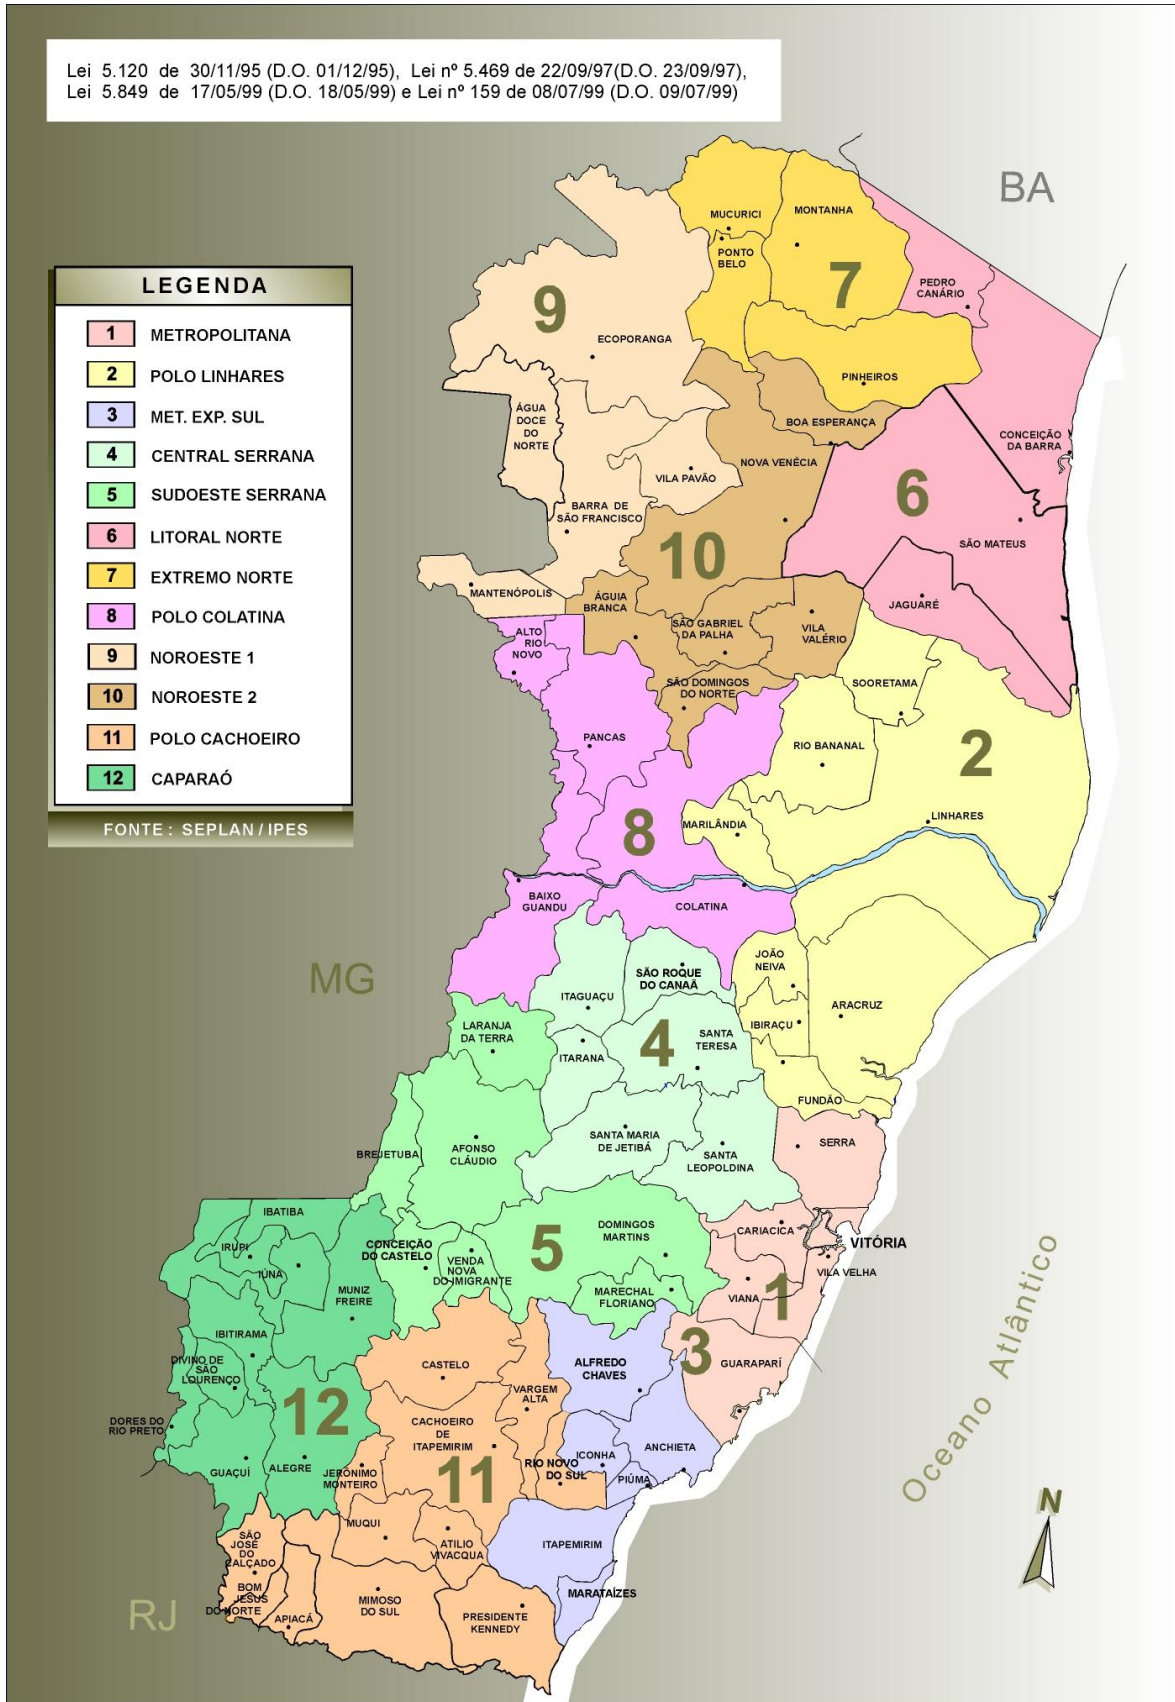 Lei 5.120 de 30/11/95 (D.O. 01/12/95), Lei nº 5.469 de 22/09/97(D.O. 23/09/97),
Lei 5.849 de 17/05/99 (D.O. 18/05/99) e Lei nº 159 de 08/07/99 (D.O. 09/07/99)
BA
LEGENDA
1 METROPOLITANA
2 POLO LINHARES
3 MET. EXP. SUL
4 CENTRAL SERRANA
5 SUDOESTE SERRANA
6 LITORAL NORTE
7 EXTREMO NORTE
8 POLO COLATINA
9 NOROESTE 1
10 NOROESTE 2
11 POLO CACHOEIRO
12 CAPARAÓ
FONTE : SEPLAN / IPES
MUCURICI
MONTANHA
PONTO
BELO
7
PEDRO
CANÁRIO
9
ECOPORANGA
PINHEIROS
ÁGUA
DOCE
DO
NORTE
BOA ESPERANÇA
CONCEIÇÃO
DA BARRA
NOVA VENÉCIA
VILA PAVÃO
6
BARRA DE
SÃO FRANCISCO
10
SÃO MATEUS
MANTENÓPOLIS
ÁGUIA
BRANCA
JAGUARÉ
SÃO GABRIEL
DA PALHA
VILA
VALÉRIO
ALTO
RIO
NOVO
SÃO DOMINGOS
DO NORTE
SOORETAMA
PANCAS
RIO BANANAL
2
8
MARILÂNDIA
LINHARES
BAIXO
GUANDU
COLATINA
MG
JOÃO
NEIVA
SÃO ROQUE
DO CANAÃ
ITAGUAÇU
ARACRUZ
IBIRAÇU
LARANJA
DA TERRA
4
SANTA
TERESA
ITARANA
FUNDÃO
SANTA MARIA
DE JETIBÁ
SERRA
AFONSO
CLÁUDIO
BREJETUBA
SANTA
LEOPOLDINA
IBATIBA
5
DOMINGOS
MARTINS
CARIACICA
VITÓRIA
CONCEIÇÃO
DO CASTELO
IRUPI
VENDA
NOVA
DO IMIGRANTE
VILA VELHA
IÚNA
MUNIZ
FREIRE
MARECHAL
FLORIANO
VIANA
1
IBITIRAMA
3
DIVINO DE
SÃO
LOURENÇO
CASTELO
ALFREDO
CHAVES
GUARAPARÍ
Oceano Atlântico
VARGEM
ALTA
12
DORES DO
RIO PRETO
CACHOEIRO
DE
ITAPEMIRIM
ANCHIETA
ICONHA
GUAÇUÍ
ALEGRE
JERÔNIMO
MONTEIRO
11
RIO NOVO
DO SUL
PIÚMA
N
MUQUI
SÃO
JOSÉ
DO
CALÇADO
ATILIO
VIVACQUA
ITAPEMIRIM
BOM
JESUS
DO NORTE
MARATAÍZES
RJ
APIACÁ
MIMOSO
DO SUL
PRESIDENTE
KENNEDY